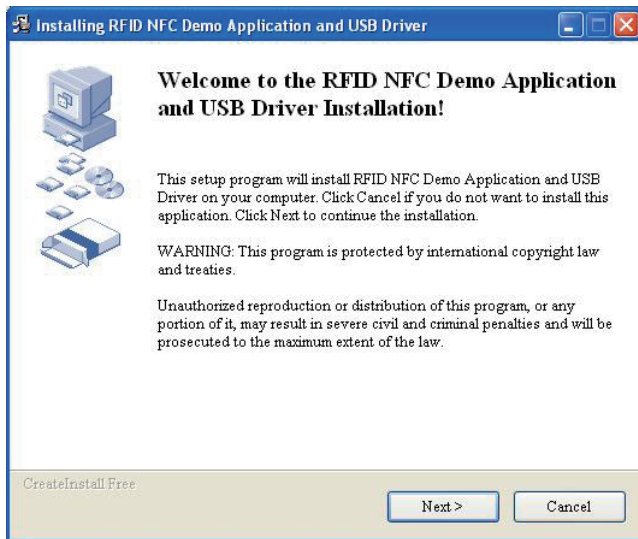 Installing RFID NFC Demo Application and USB Driver
Welcome to the RFID NFC Demo Application
and USB Driver Installation!
This setup program will install RFID NFC Demo Application and USB
Driver on your computer. Click Cancel if you do not want to install this
application. Click Next to continue the installation.
WARNING: This program is protected by international copyright law
and treaties.
Unauthorized reproduction or distribution of this program, or any
portion of it, may result in severe civil and criminal penalties and will be
prosecuted to the maximum extent of the law.
CreateInstall Free
Next >
Cancel